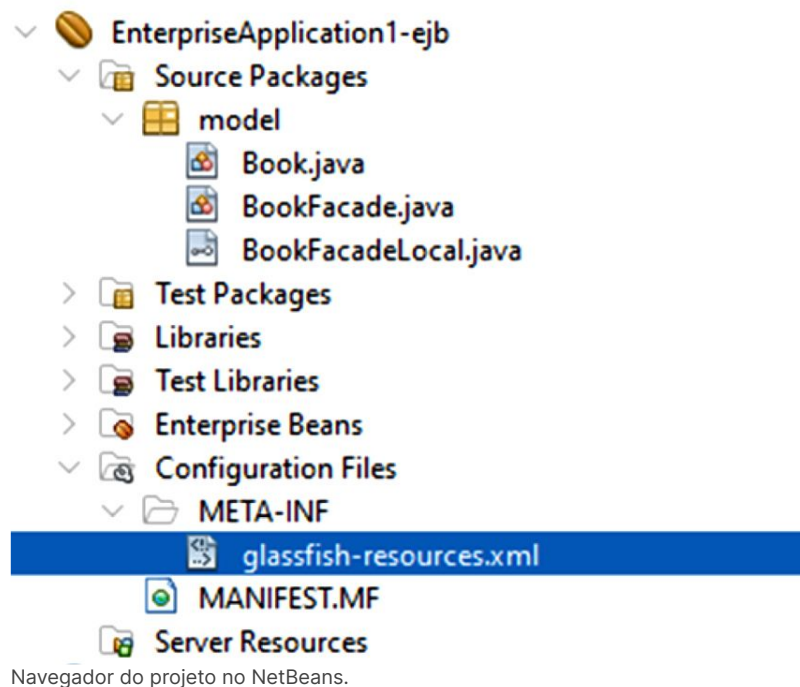 EnterpriseApplication1-ejb
Source Packages
model
Book.java
BookFacade.java
BookFacadeLocal.java
Test Packages
Libraries
Test Libraries
Enterprise Beans
Configuration Files
META-INF
glassfish-resources.xml
MANIFEST.MF
Server Resources
Navegador do projeto no NetBeans.